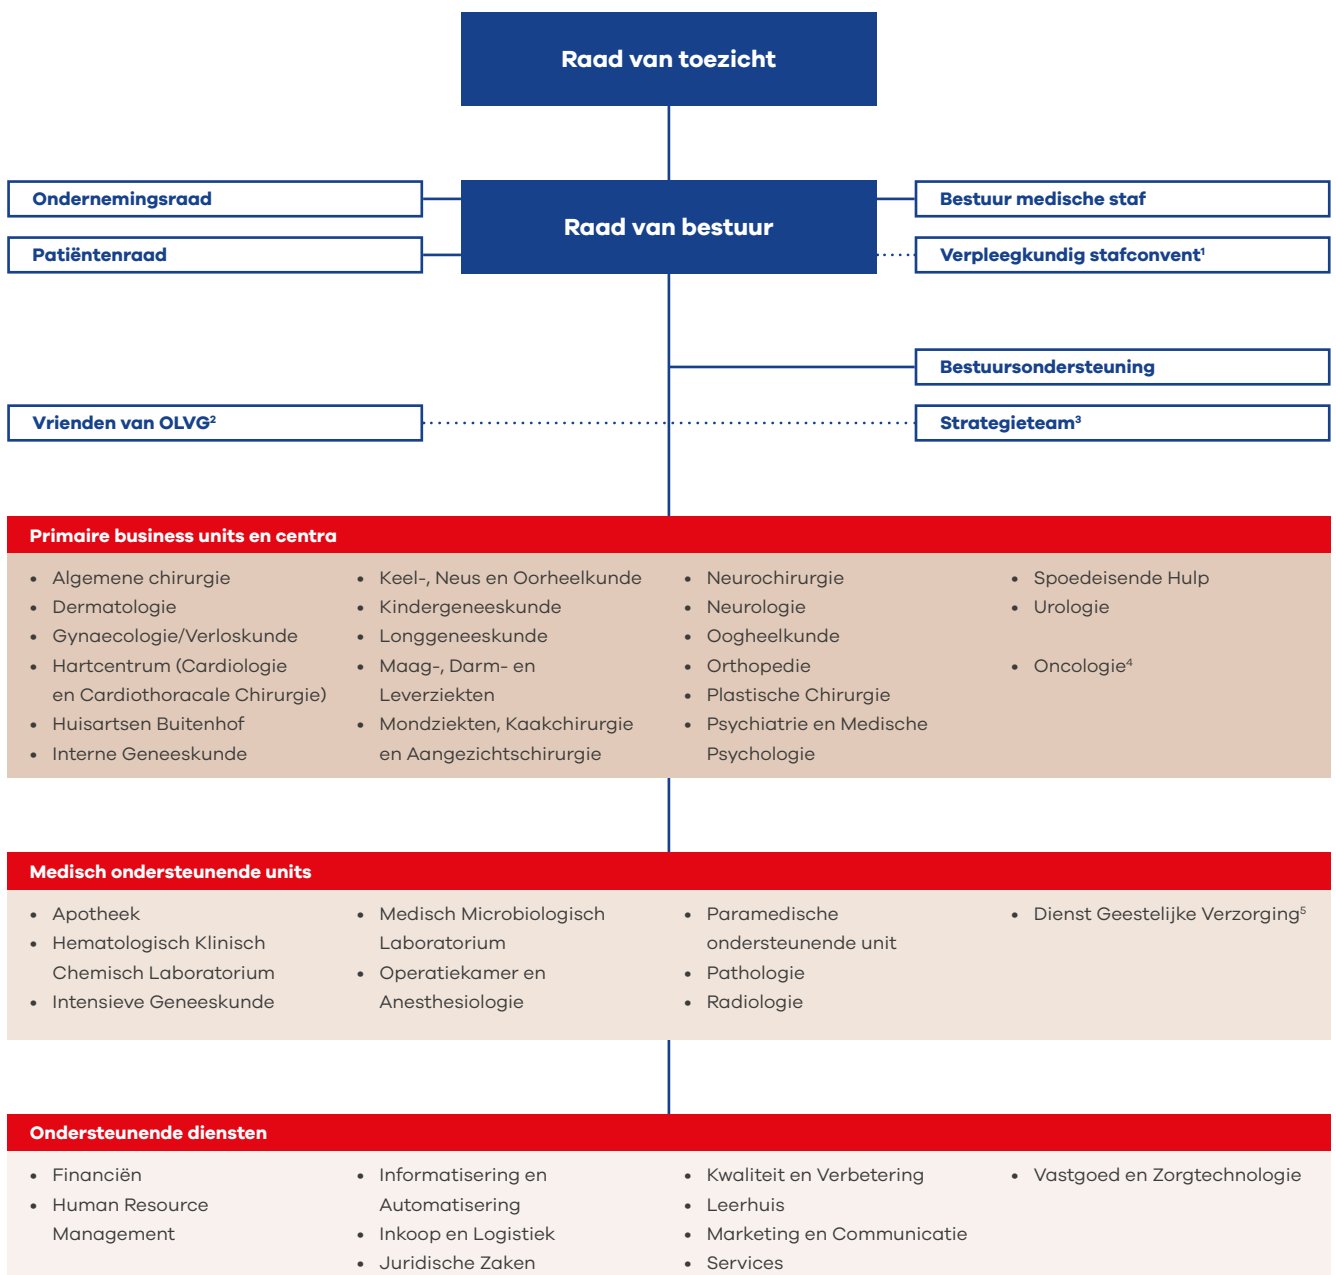 Raad van toezicht
Ondernemingsraad
Patiëntenraad
Raad van bestuur
Bestuur medische staf
Verpleegkundig stafconvent¹
Bestuursondersteuning
Vrienden van OLVG²
Strategieteam³
Primaire business units en centra
• Algemene chirurgie
• Dermatologie
• Gynaecologie/Verloskunde
• Hartcentrum (Cardiologie
en Cardiothoracale Chirurgie)
• Huisartsen Buitenhof
• Interne Geneeskunde
• Keel-, Neus en Oorheelkunde
• Kindergeneeskunde
• Longgeneeskunde
• Maag-, Darm- en
Leverziekten
• Mondziekten, Kaakchirurgie
en Aangezichtschirurgie
• Neurochirurgie
• Neurologie
• Oogheelkunde
• Orthopedie
• Plastische Chirurgie
• Psychiatrie en Medische
Psychologie
• Spoedeisende Hulp
• Urologie
• Oncologie⁴
Medisch ondersteunende units
• Apotheek
• Hematologisch Klinisch
Chemisch Laboratorium
• Intensieve Geneeskunde
• Medisch Microbiologisch
Laboratorium
• Operatiekamer en
Anesthesiologie
• Paramedische
ondersteunende unit
• Pathologie
• Radiologie
• Dienst Geestelijke Verzorging⁵
Ondersteunende diensten
• Financiën
• Human Resource
Management
• Informatisering en
Automatisering
• Inkoop en Logistiek
• Juridische Zaken
• Kwaliteit en Verbetering
• Leerhuis
• Marketing en Communicatie
• Services
• Vastgoed en Zorgtechnologie